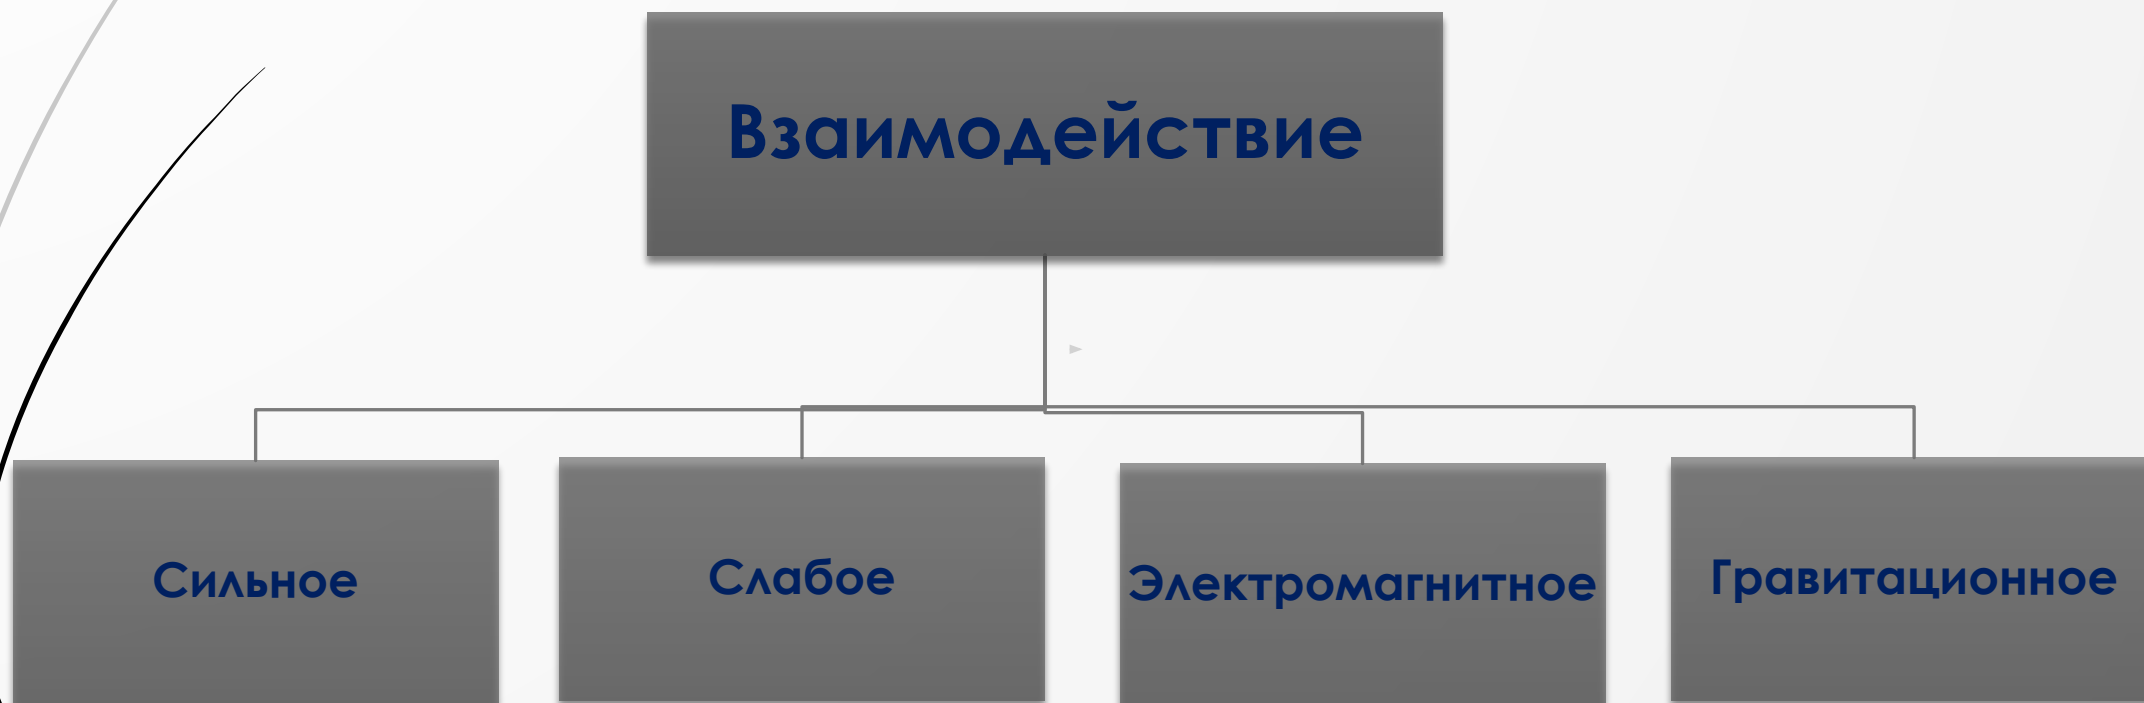 Взаимодействие
Сильное
Слабое
Электромагнитное
Гравитационное